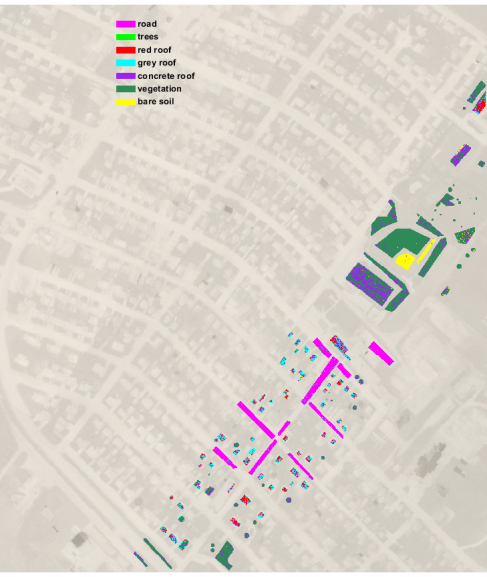 road
trees
red roof
grey roof
concrete roof
vegetation
bare soil